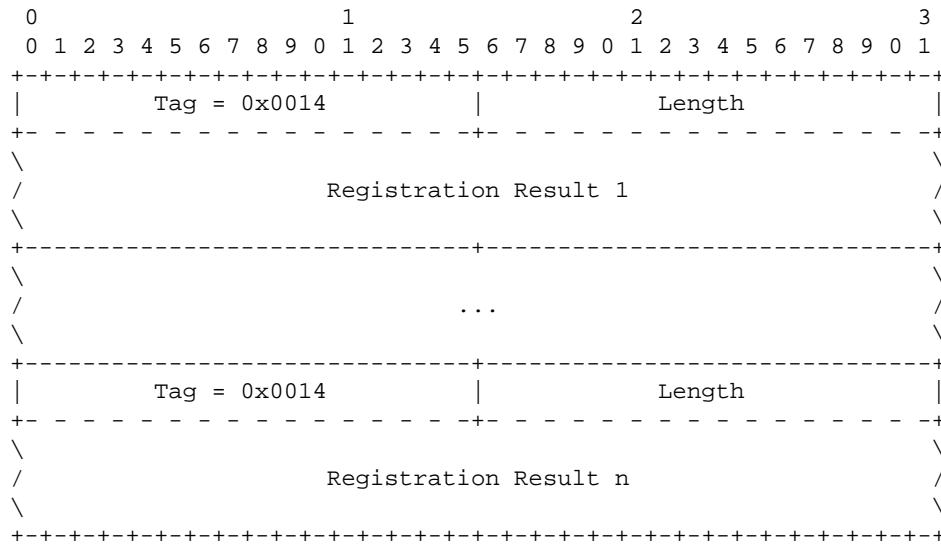 0                   1                   2                   3
 0 1 2 3 4 5 6 7 8 9 0 1 2 3 4 5 6 7 8 9 0 1 2 3 4 5 6 7 8 9 0 1
+-+-+-+-+-+-+-+-+-+-+-+-+-+-+-+-+-+-+-+-+-+-+-+-+-+-+-+-+-+-+-+-+
|         Tag = 0x0014          |            Length             |
+- - - - - - - - - - - - - - - -+- - - - - - - - - - - - - - - -+
\                                                               \
/                     Registration Result 1                     /
\                                                               \
+-------------------------------+-------------------------------+
\                                                               \
/                              ...                              /
\                                                               \
+-------------------------------+-------------------------------+
|         Tag = 0x0014          |            Length             |
+- - - - - - - - - - - - - - - -+- - - - - - - - - - - - - - - -+
\                                                               \
/                     Registration Result n                     /
\                                                               \
+-+-+-+-+-+-+-+-+-+-+-+-+-+-+-+-+-+-+-+-+-+-+-+-+-+-+-+-+-+-+-+-+